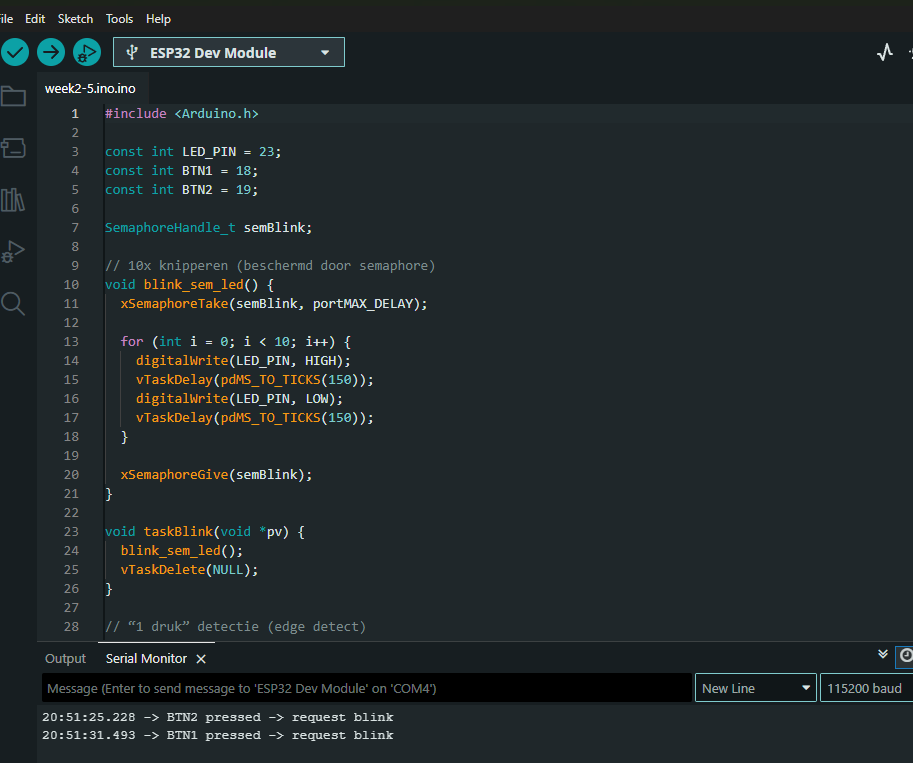 File Edit Sketch Tools Help
ESP32 Dev Module
week2-5.ino.ino
1 #include <Arduino.h>
2
3 const int LED_PIN = 23;
4 const int BTN1 = 18;
5 const int BTN2 = 19;
6
7 SemaphoreHandle_t semBlink;
8
9 // 10x knipperen (beschermd door semaphore)
10 void blink_sem_led() {
11   xSemaphoreTake(semBlink, portMAX_DELAY);
12
13   for (int i = 0; i < 10; i++) {
14     digitalWrite(LED_PIN, HIGH);
15     vTaskDelay(pdMS_TO_TICKS(150));
16     digitalWrite(LED_PIN, LOW);
17     vTaskDelay(pdMS_TO_TICKS(150));
18   }
19
20   xSemaphoreGive(semBlink);
21 }
22
23 void taskBlink(void *pv) {
24   blink_sem_led();
25   vTaskDelete(NULL);
26 }
27
28 // “1 druk” detectie (edge detect)
Output Serial Monitor
Message (Enter to send message to 'ESP32 Dev Module' on 'COM4') New Line 115200 baud
20:51:25.228 -> BTN2 pressed -> request blink
20:51:31.493 -> BTN1 pressed -> request blink